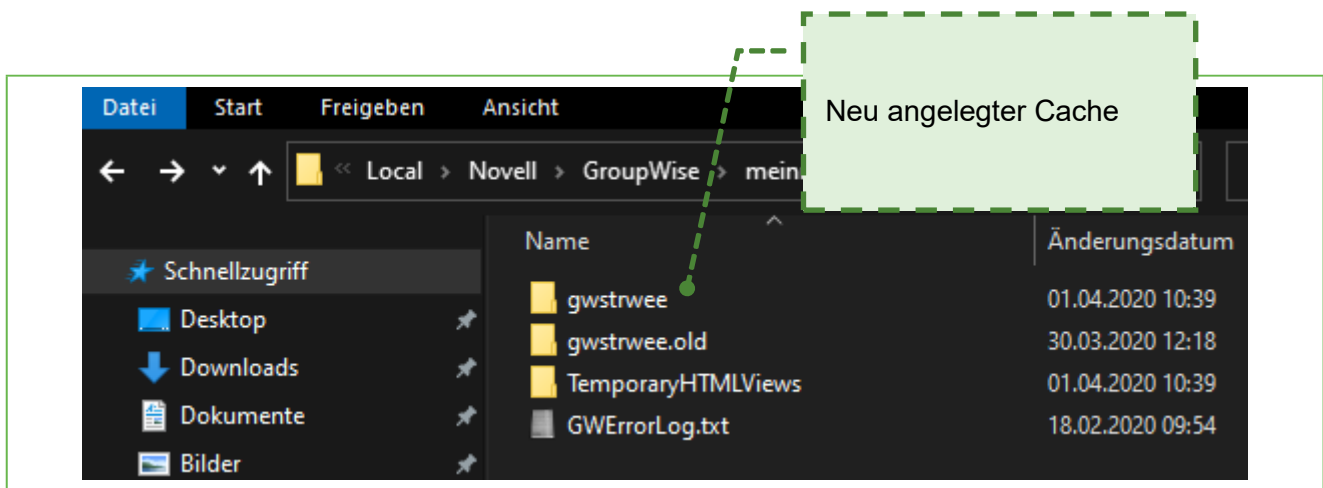 Neu angelegter Cache
Datei Start Freigeben Ansicht
« Local > Novell > GroupWise >
Name Änderungsdatum
Schnellzugriff
Desktop
Downloads
Dokumente
Bilder
gwstrwee 01.04.2020 10:39
gwstrwee.old 30.03.2020 12:18
TemporaryHTMLViews 01.04.2020 10:39
GWErrorLog.txt 18.02.2020 09:54